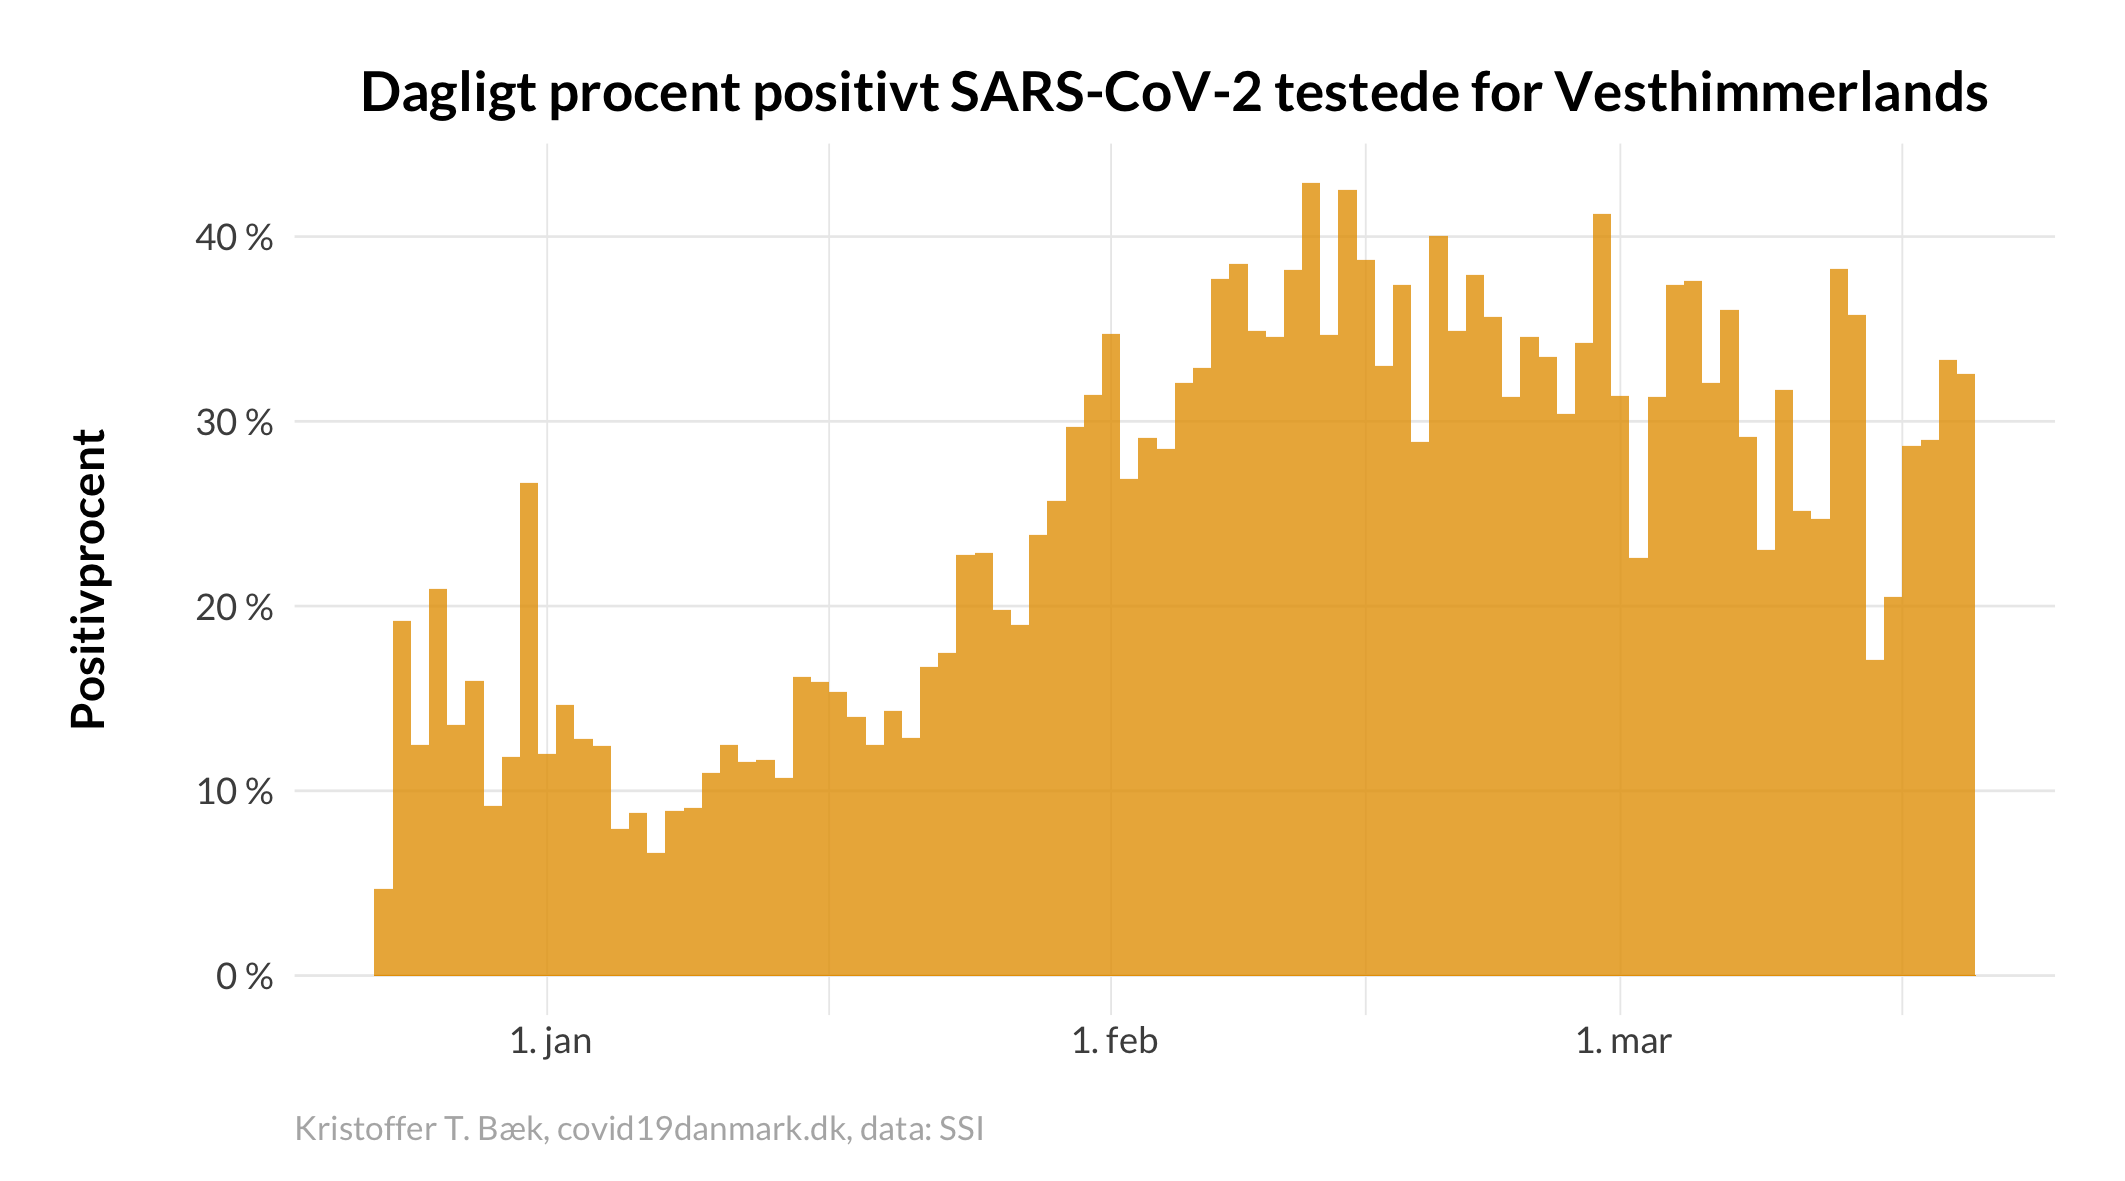 Dagligt procent positivt SARS-CoV-2 testede for Vesthimmerlands
Positivprocent
40 %
30 %
20 %
10 %
0 %
1. jan
1. feb
1. mar
Kristoffer T. Bæk, covid19danmark.dk, data: SSI